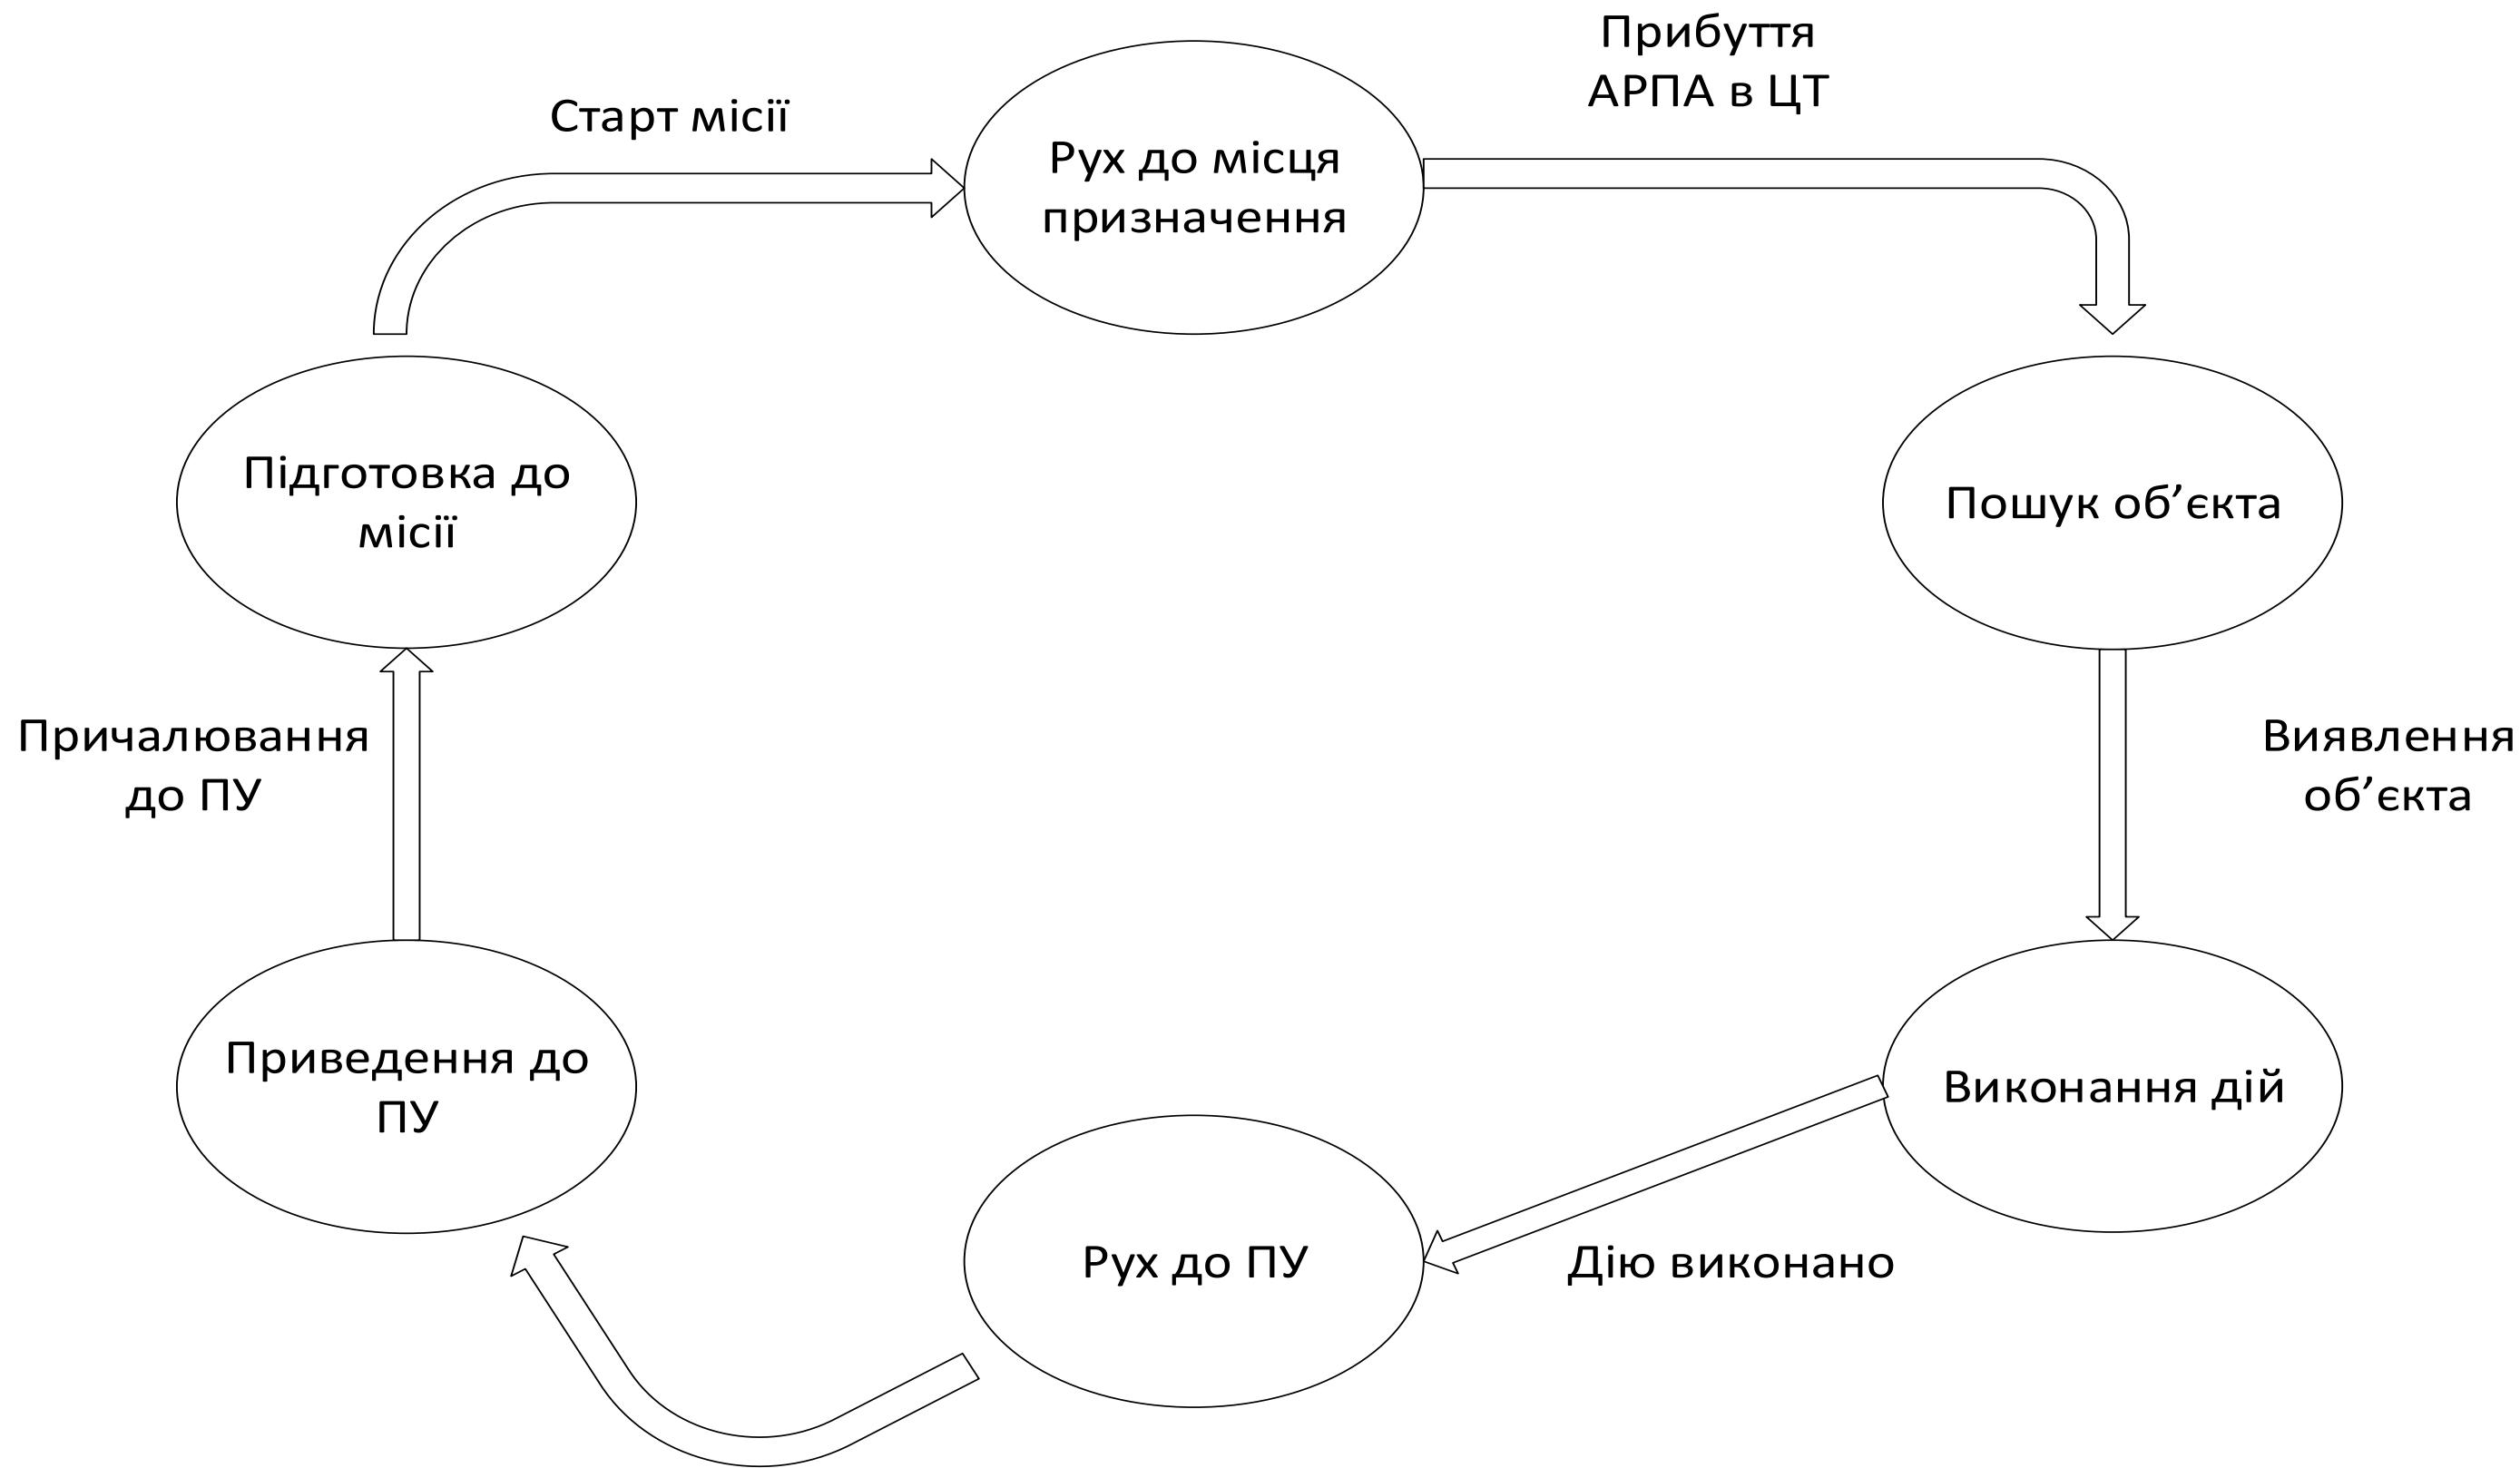 Прибуття
АРПА в ЦТ
Старт місії
Рух до місця
призначення
Підготовка до
місії
Пошук об’єкта
Причалювання
до ПУ
Виявлення
об’єкта
Приведення до
ПУ
Виконання дій
Рух до ПУ
Дію виконано